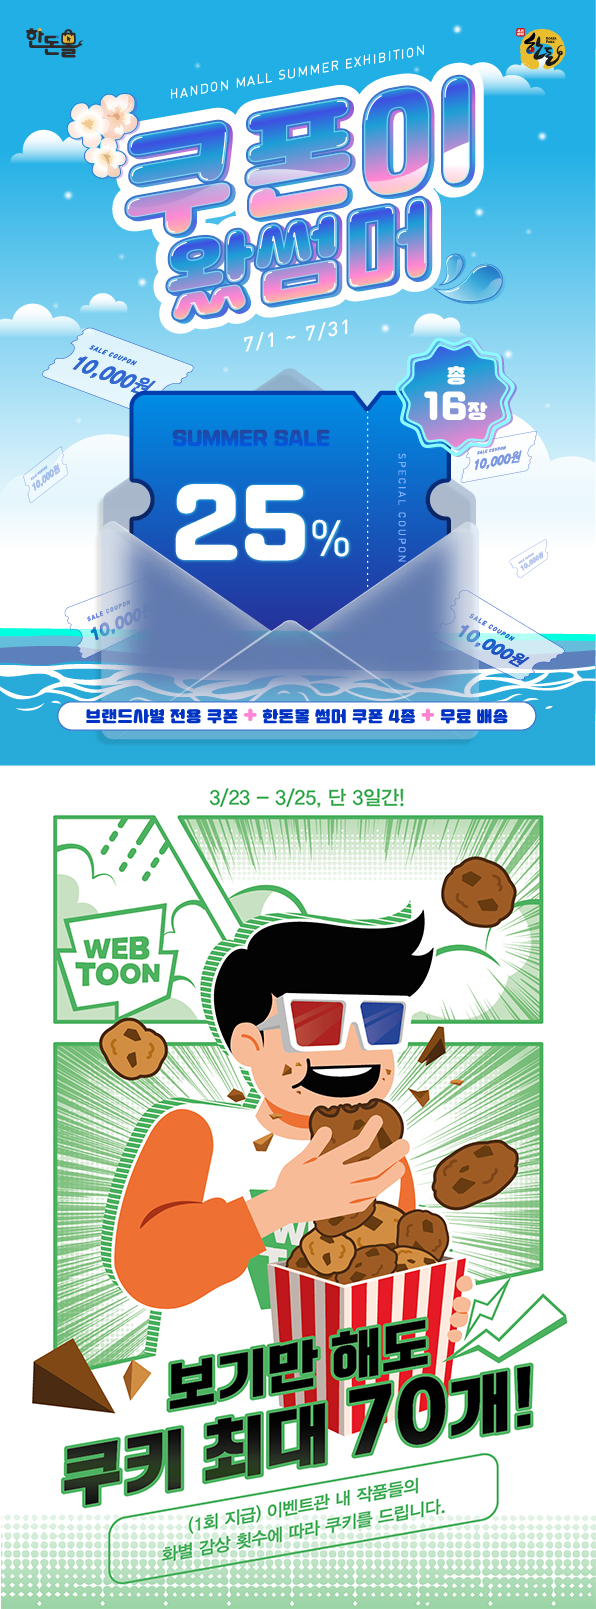 한돈몰
한돈
HANDON MALL SUMMER EXHIBITION
쿠폰이
왔썸머
7/1 ~ 7/31
SALE COUPON
10,000원
총
16장
SUMMER SALE
25%
SPECIAL COUPON
SALE COUPON
10,000원
10,000원
SALE COUPON
10,000
SALE COUPON
10,000원
브랜드사별 전용 쿠폰 + 한돈몰 썸머 쿠폰 4종 + 무료 배송
3/23 – 3/25, 단 3일간!
WEB
TOON
보기만 해도
쿠키 최대 70개!
(1회 지급) 이벤트관 내 작품들의
화별 감상 횟수에 따라 쿠키를 드립니다.